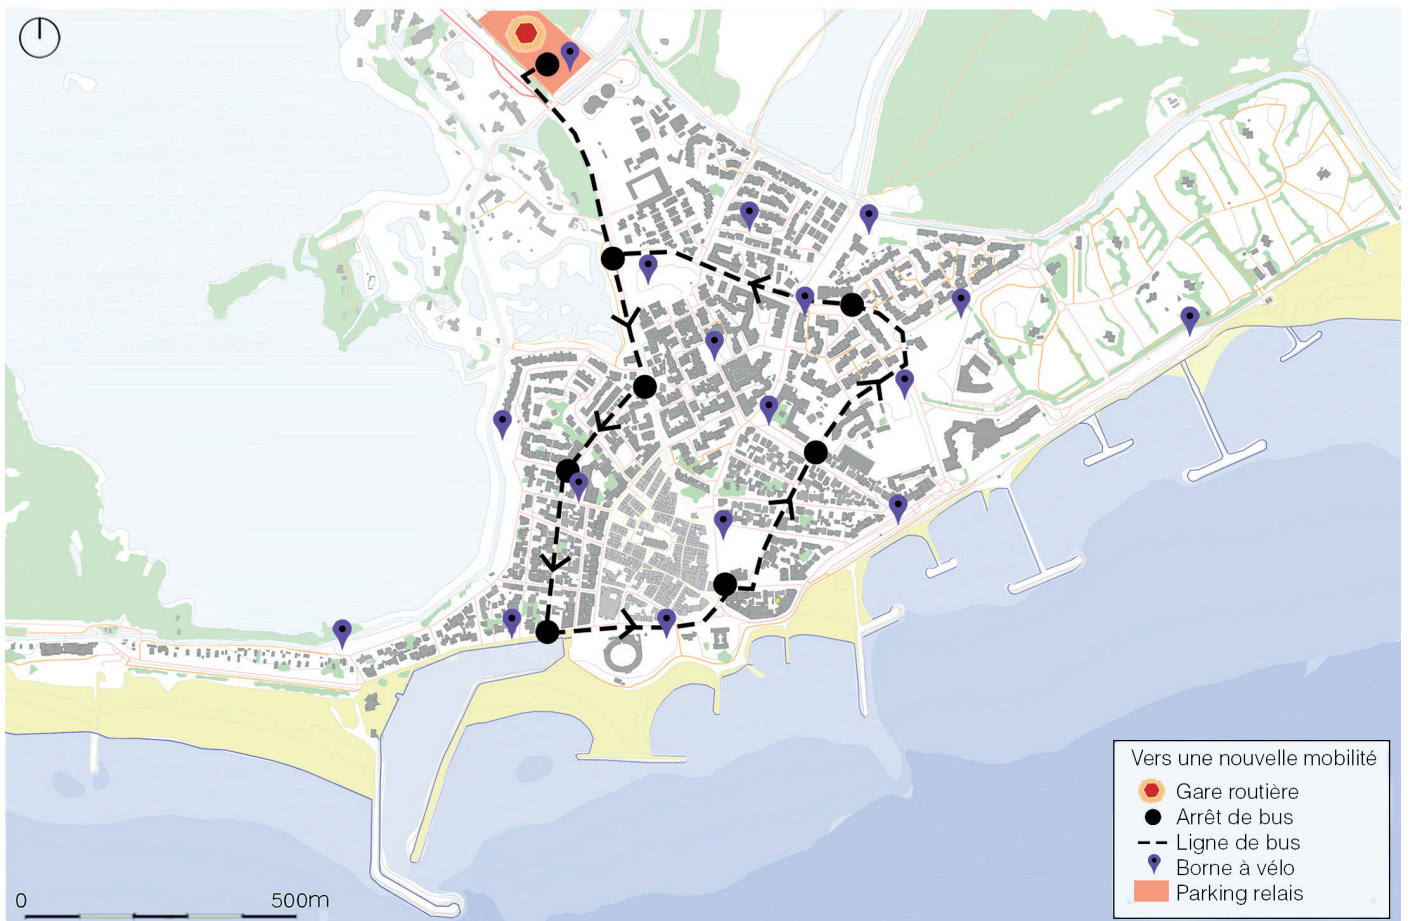 0
500m
Vers une nouvelle mobilité
Gare routière
Arrêt de bus
Ligne de bus
Borne à vélo
Parking relais